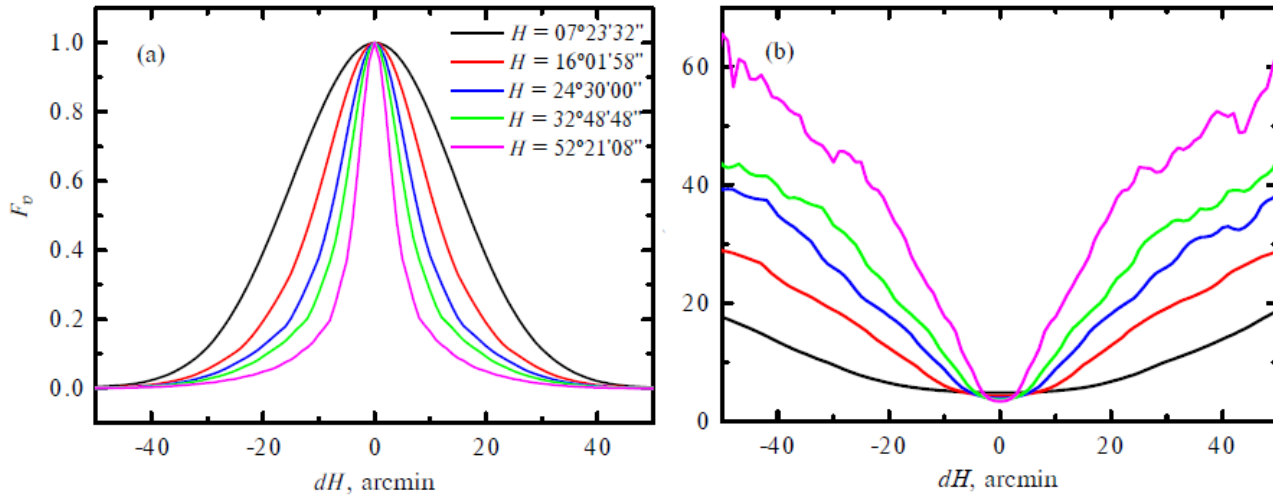 (a)
H = 07°23'32"
H = 16°01'58"
H = 24°30'00"
H = 32°48'48"
H = 52°21'08"
1.0
0.8
0.6
0.4
0.2
0.0
F_v
-40 -20 0 20 40
dH, arcmin
(b)
60
40
20
0
-40 -20 0 20 40
dH, arcmin